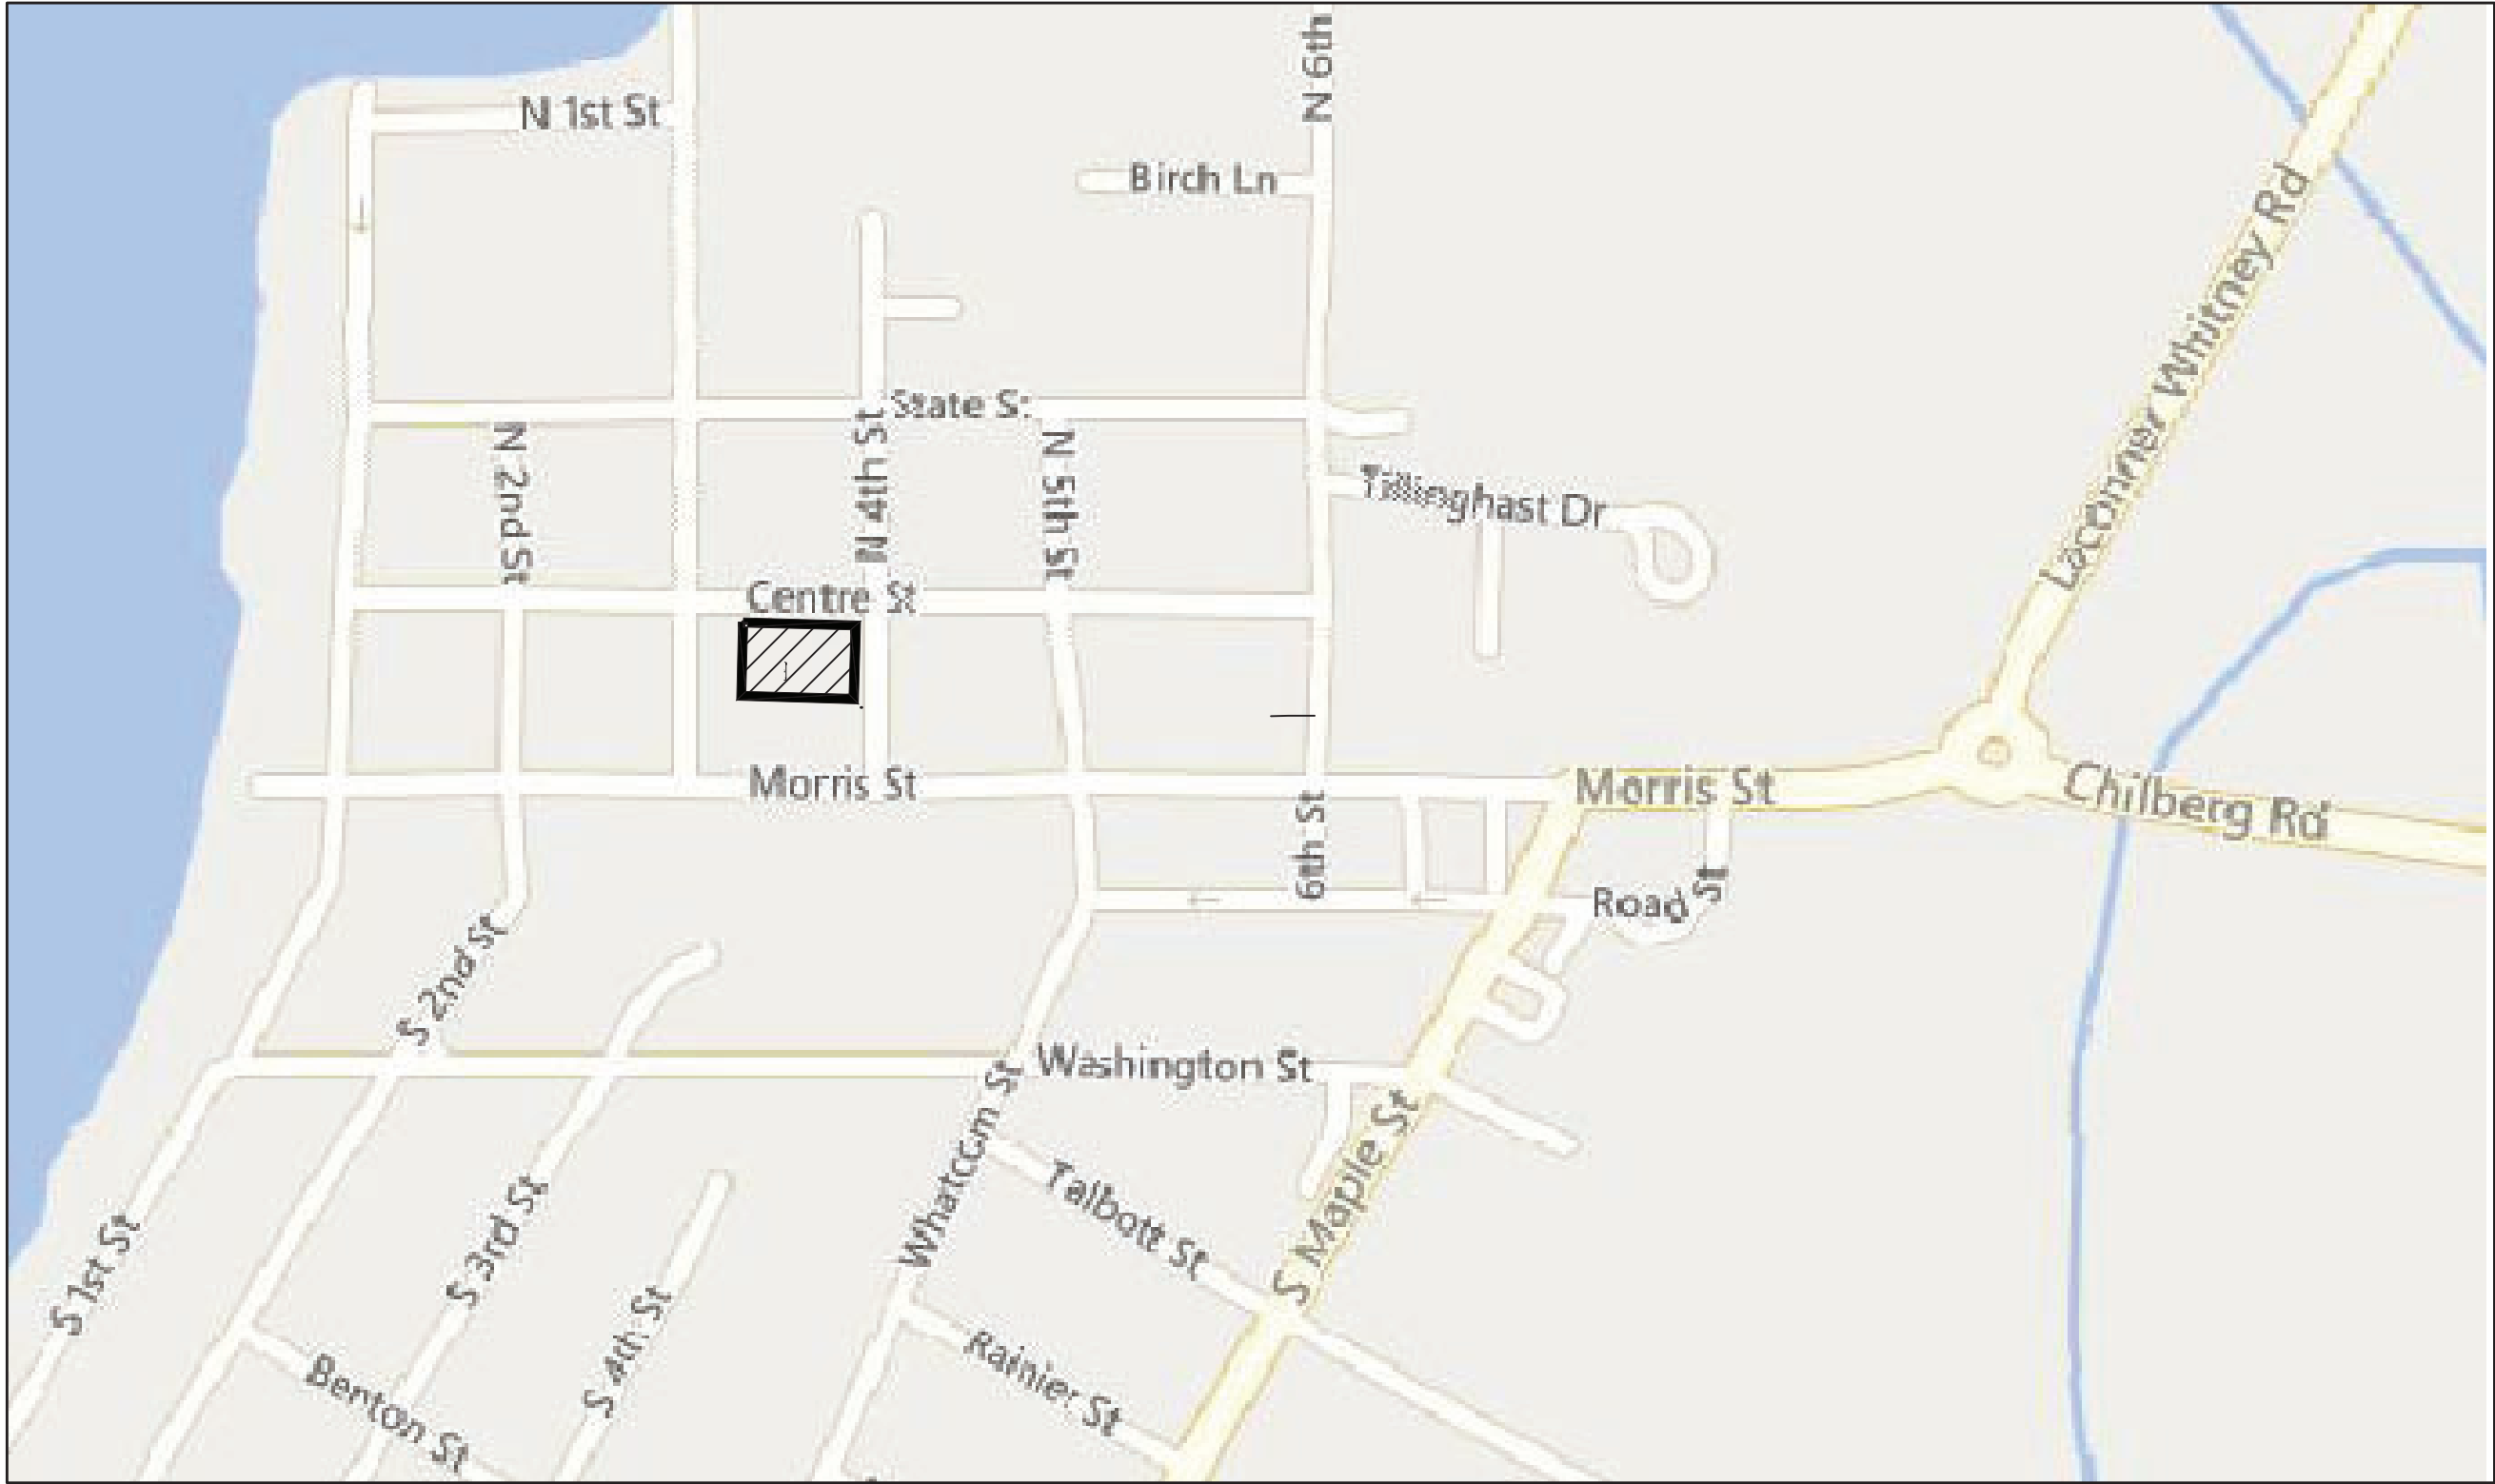 N 6th
N 1st St
Birch Ln
Laconner Whitney Rd
State St
N 2nd St
N 4th St
N 5th St
Tillinghast Dr
Centre St
Morris St
Morris St
Chilberg Rd
6th St
Road St
S 2nd St
Washington St
Whatcom St
S Maple St
Talbott St
S 1st St
S 3rd St
S 4th St
Rainier St
Benton St